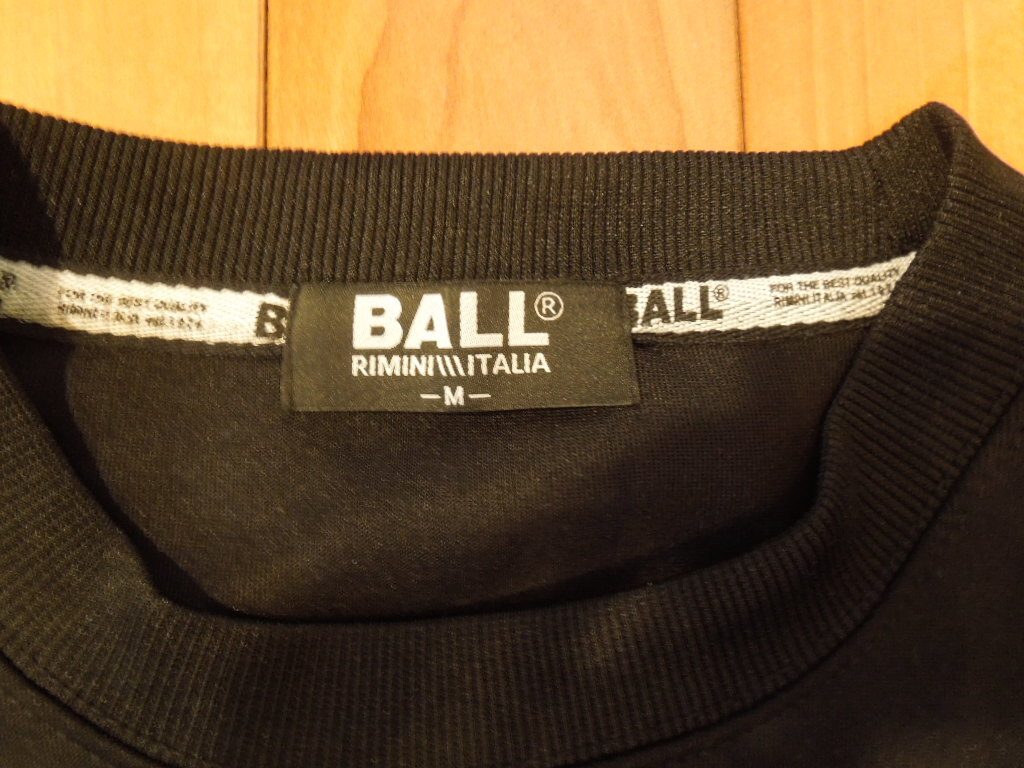 BALL®
RIMINI\\\ITALIA
-M-
FOR THE BEST QUALITY
B
BALL®
FOR THE BEST QUALITY